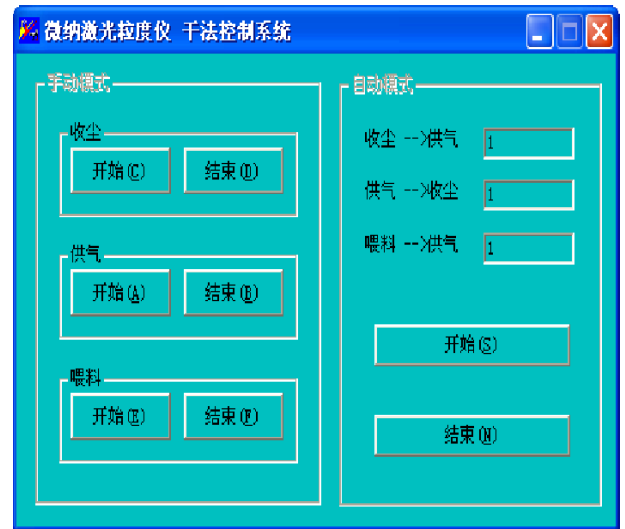 微纳激光粒度仪 干法控制系统
手动模式
收尘
开始(C) 结束(D)
供气
开始(A) 结束(B)
喂料
开始(E) 结束(F)
自动模式
收尘 -->供气 1
供气 -->收尘 1
喂料 -->供气 1
开始(S)
结束(N)